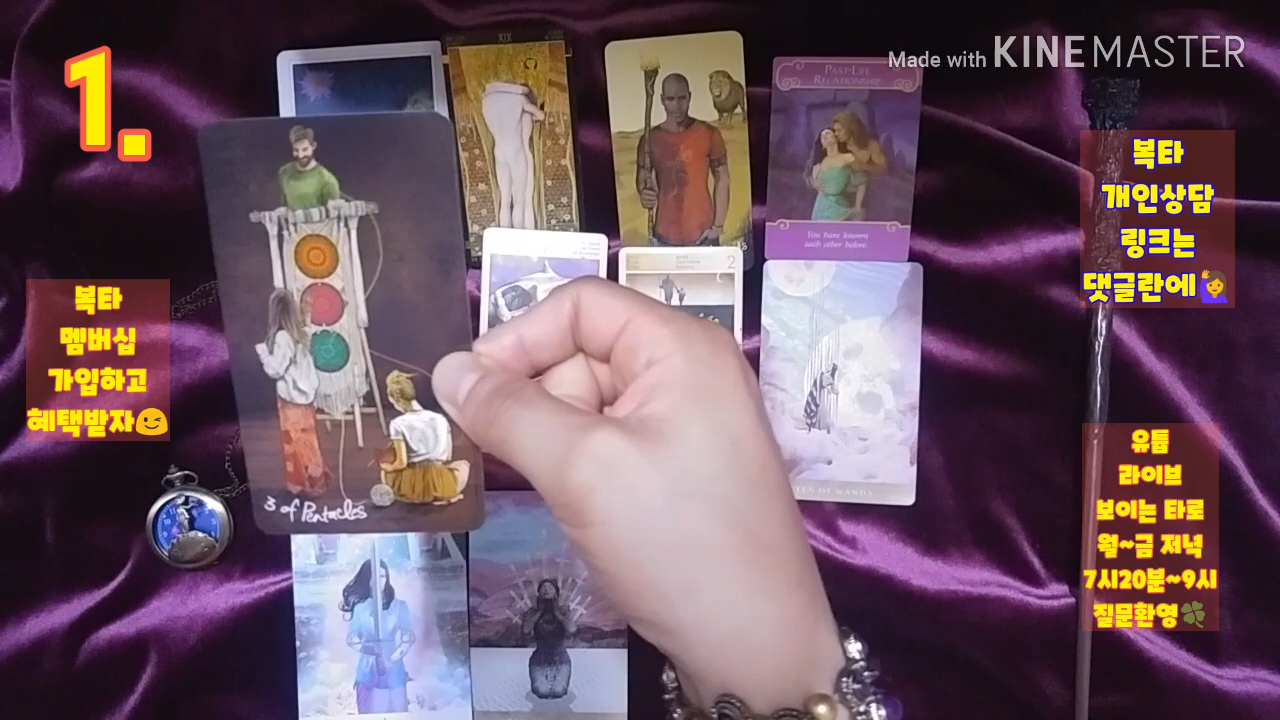 1.
Made with KINEMASTER
XIX
PAST-LIFE
RELATIONSHIP
You have known
each other before.
복타
개인상담
링크는
댓글란에🙋‍♀️
복타
멤버십
가입하고
혜택받자😉
2
3 of Pentacles
TEN OF WANDS
유튭
라이브
보이는 타로
월~금 저녁
7시20분~9시
질문환영🍀